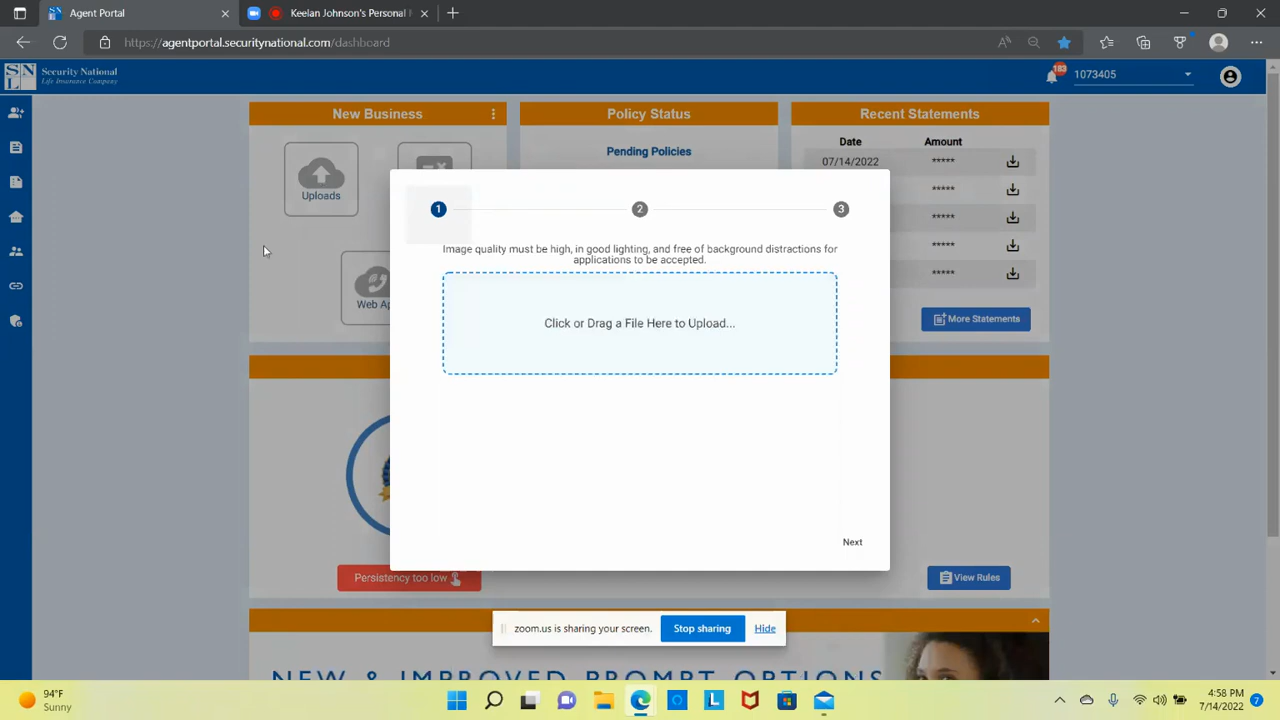 Agent Portal
Keelan Johnson's Personal M
https://agentportal.securitynational.com/dashboard
SNL
Security National
Life Insurance Company
183
1073405
New Business
Policy Status
Recent Statements
Uploads
Pending Policies
Date Amount
07/14/2022 *****
*****
*****
*****
*****
Web Ap
More Statements
1
2
3
Image quality must be high, in good lighting, and free of background distractions for
applications to be accepted.
Click or Drag a File Here to Upload...
Next
Persistency too low
View Rules
zoom.us is sharing your screen.
Stop sharing
Hide
NEW & IMPROVED PROMPT OPTIONS
94°F
Sunny
4:58 PM
7/14/2022
7